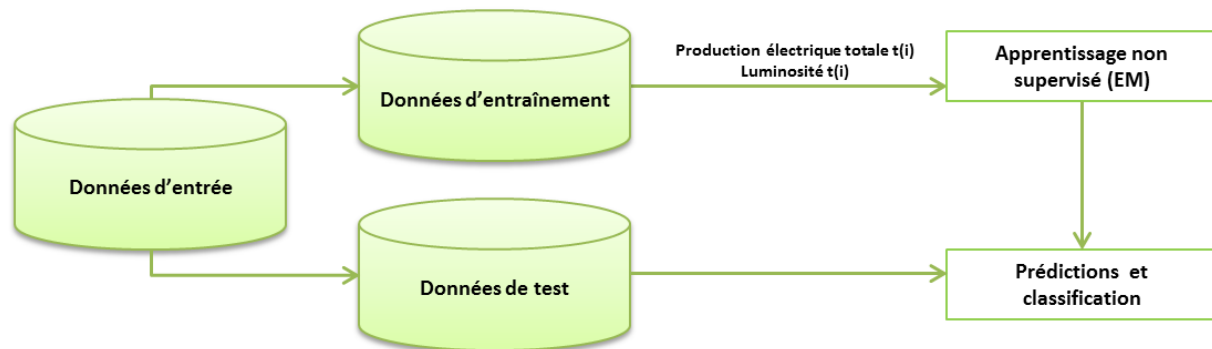 Production électrique totale t(i)
Luminosité t(i)
Apprentissage non
supervisé (EM)
Données d'entraînement
Données d'entrée
Données de test
Prédictions et
classification